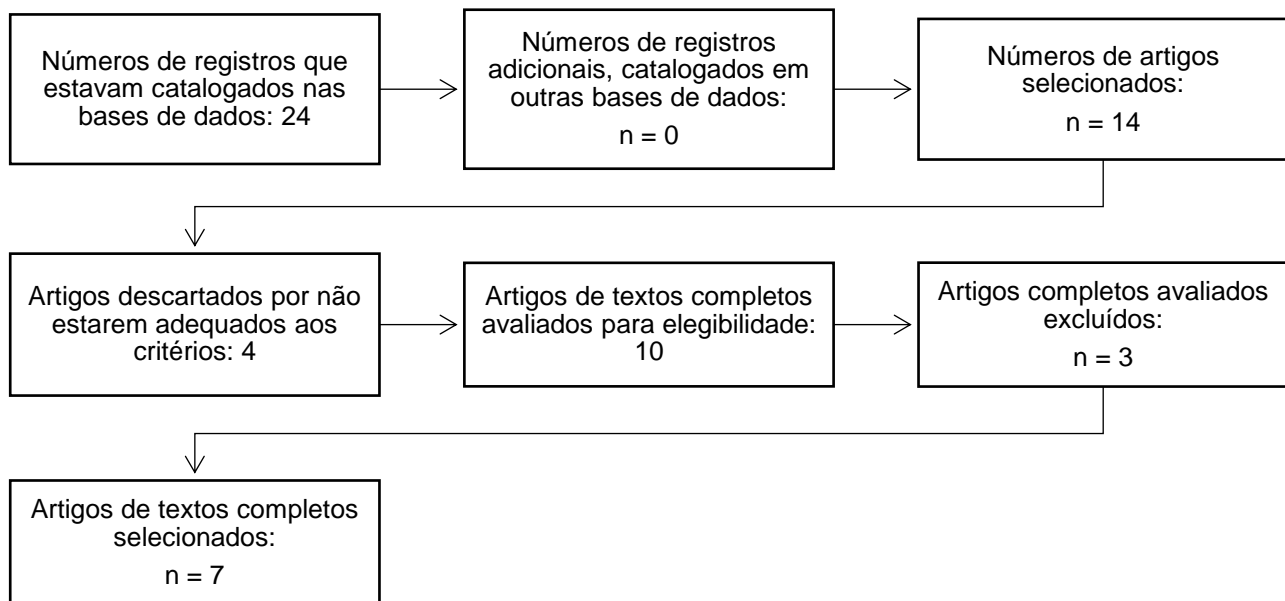 Números de registros que
estavam catalogados nas
bases de dados: 24
Números de registros
adicionais, catalogados em
outras bases de dados:
n = 0
Números de artigos
selecionados:
n = 14
Artigos descartados por não
estarem adequados aos
critérios: 4
Artigos de textos completos
avaliados para elegibilidade:
10
Artigos completos avaliados
excluídos:
n = 3
Artigos de textos completos
selecionados:
n = 7